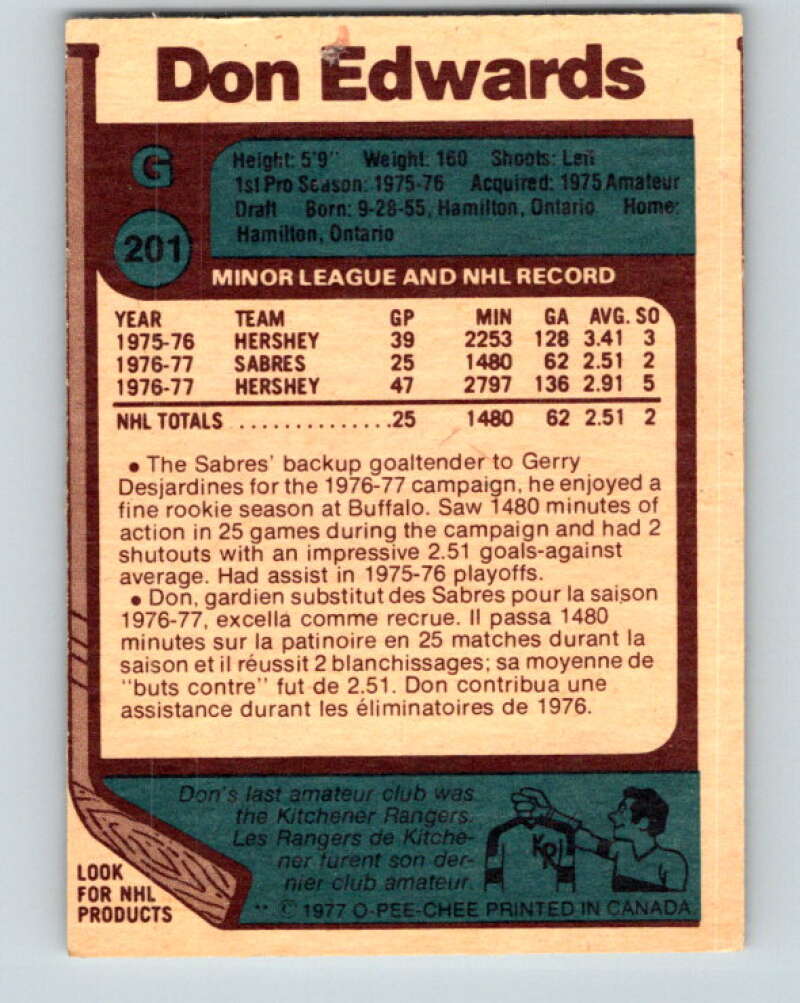 Don Edwards
G
201
Height: 5'9" Weight: 160 Shoots: Left
1st Pro Season: 1975-76 Acquired: 1975 Amateur
Draft Born: 9-28-55, Hamilton, Ontario Home:
Hamilton, Ontario
MINOR LEAGUE AND NHL RECORD
YEAR TEAM GP MIN GA AVG. SO
1975-76 HERSHEY 39 2253 128 3.41 3
1976-77 SABRES 25 1480 62 2.51 2
1976-77 HERSHEY 47 2797 136 2.91 5
NHL TOTALS ..............25 1480 62 2.51 2
• The Sabres' backup goaltender to Gerry
Desjardines for the 1976-77 campaign, he enjoyed a
fine rookie season at Buffalo. Saw 1480 minutes of
action in 25 games during the campaign and had 2
shutouts with an impressive 2.51 goals-against
average. Had assist in 1975-76 playoffs.
• Don, gardien substitut des Sabres pour la saison
1976-77, excella comme recrue. Il passa 1480
minutes sur la patinoire en 25 matches durant la
saison et il réussit 2 blanchissages; sa moyenne de
"buts contre" fut de 2.51. Don contribua une
assistance durant les éliminatoires de 1976.
Don's last amateur club was
the Kitchener Rangers.
Les Rangers de Kitche-
ner furent son der-
nier club amateur.
KR
LOOK
FOR NHL
PRODUCTS
** © 1977 O-PEE-CHEE PRINTED IN CANADA